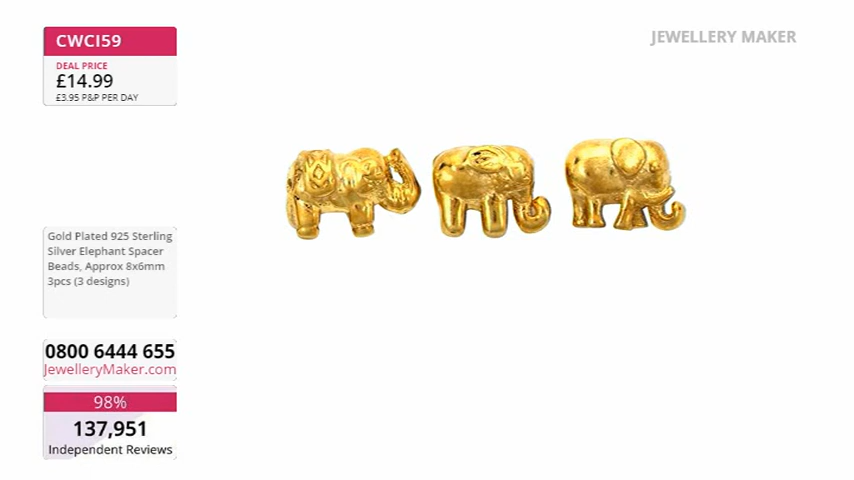 CWCI59
DEAL PRICE
£14.99
£3.95 P&P PER DAY
JEWELLERY MAKER
Gold Plated 925 Sterling
Silver Elephant Spacer
Beads, Approx 8x6mm
3pcs (3 designs)
0800 6444 655
JewelleryMaker.com
98%
137,951
Independent Reviews